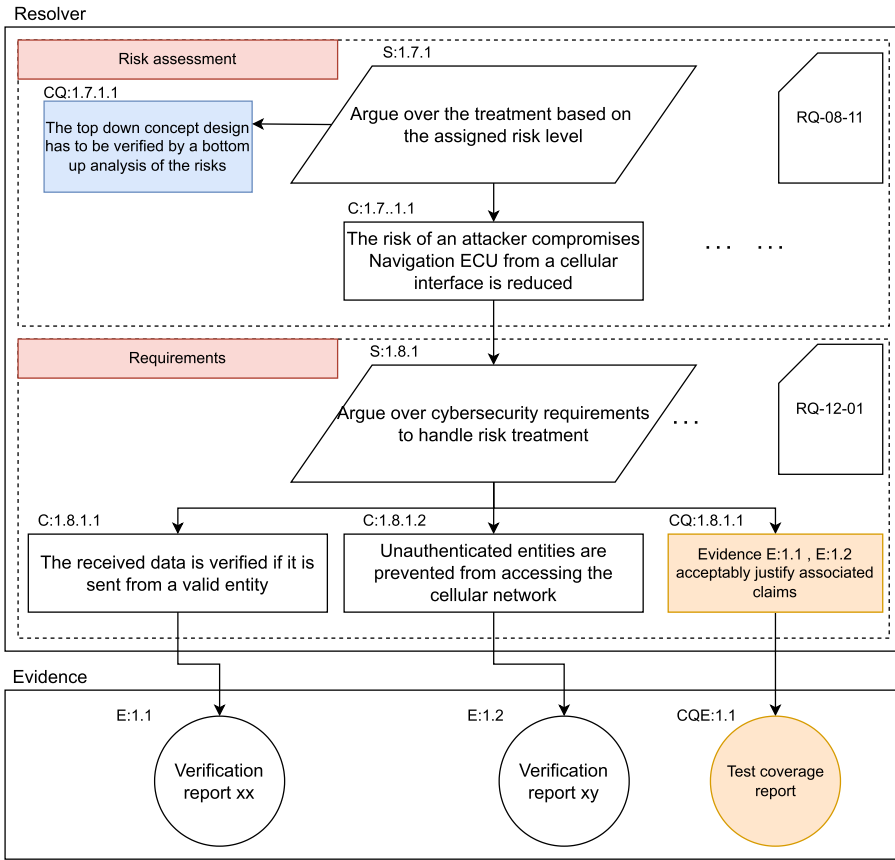 Resolver
Risk assessment
S:1.7.1
CQ:1.7.1.1
The top down concept design
has to be verified by a bottom
up analysis of the risks
Argue over the treatment based on
the assigned risk level
RQ-08-11
C:1.7..1.1
The risk of an attacker compromises
Navigation ECU from a cellular
interface is reduced
... ...
Requirements
S:1.8.1
Argue over cybersecurity requirements
to handle risk treatment
...
RQ-12-01
C:1.8.1.1
The received data is verified if it is
sent from a valid entity
C:1.8.1.2
Unauthenticated entities are
prevented from accessing the
cellular network
CQ:1.8.1.1
Evidence E:1.1 , E:1.2
acceptably justify associated
claims
Evidence
E:1.1
Verification
report xx
E:1.2
Verification
report xy
CQE:1.1
Test coverage
report